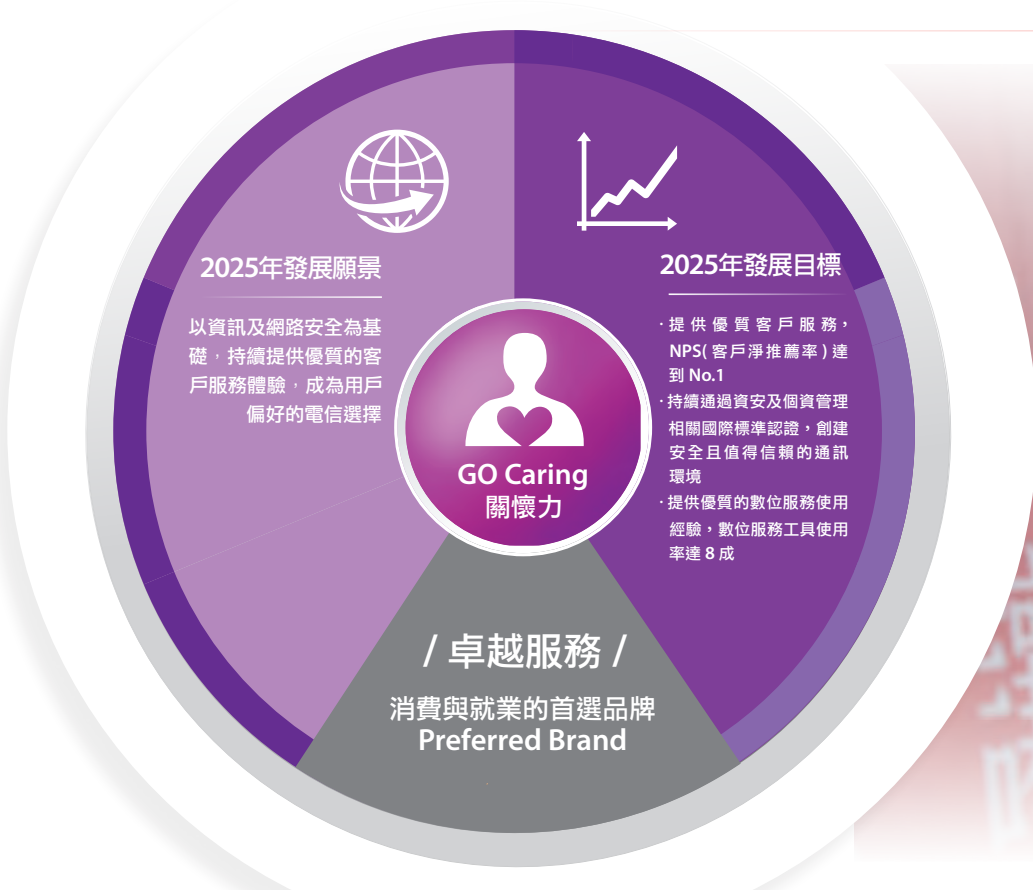 2025年發展願景
以資訊及網路安全為基
礎，持續提供優質的客
戶服務體驗，成為用戶
偏好的電信選擇
2025年發展目標
·提供優質客戶服務，
NPS(客戶淨推薦率)達
到 No.1
·持續通過資安及個資管理
相關國際標準認證，創建
安全且值得信賴的通訊
環境
·提供優質的數位服務使用
經驗，數位服務工具使用
率達 8 成
GO Caring
關懷力
/ 卓越服務 /
消費與就業的首選品牌
Preferred Brand